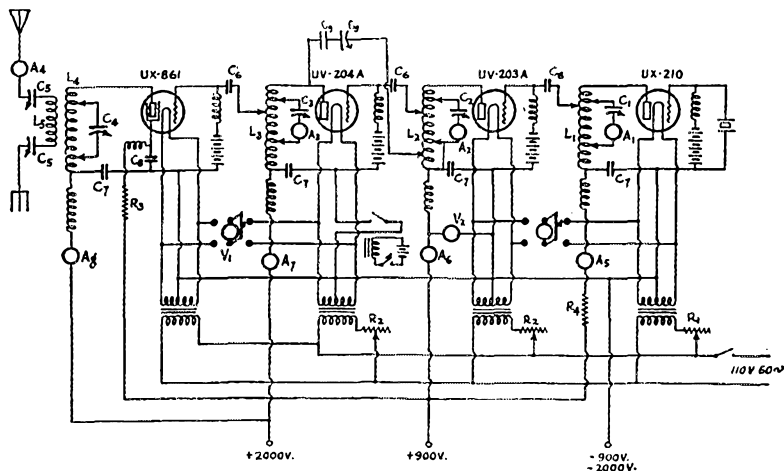 UX-861
UV-204A
UV-203A
UX-210
A4
L4
C5
L5
C4
C5
C7
C8
R3
A8
C6
C9
C7
L3
C3
A3
C7
V1
A7
R2
C6
L2
C2
A2
C7
V2
A6
R2
C8
L1
C1
A1
C7
A5
R4
R1
110V 60~
+2000V.
+900V.
-900V.
-2000V.